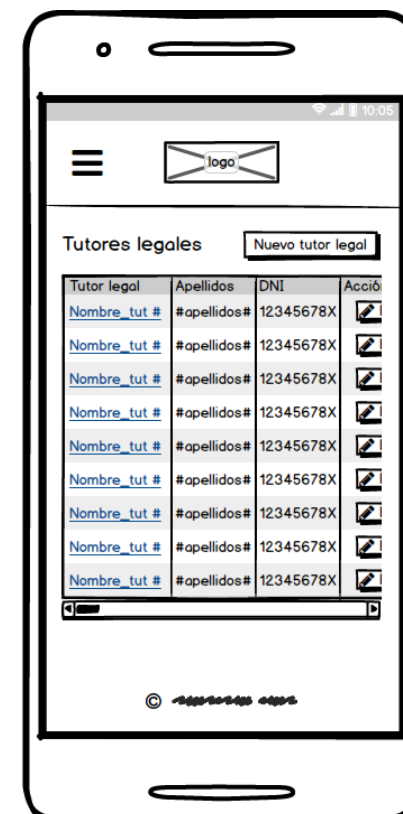 10:05
logo
Tutores legales
Nuevo tutor legal
Tutor legal Apellidos DNI Acció
Nombre_tut # #apellidos# 12345678X
Nombre_tut # #apellidos# 12345678X
Nombre_tut # #apellidos# 12345678X
Nombre_tut # #apellidos# 12345678X
Nombre_tut # #apellidos# 12345678X
Nombre_tut # #apellidos# 12345678X
Nombre_tut # #apellidos# 12345678X
Nombre_tut # #apellidos# 12345678X
Nombre_tut # #apellidos# 12345678X
©